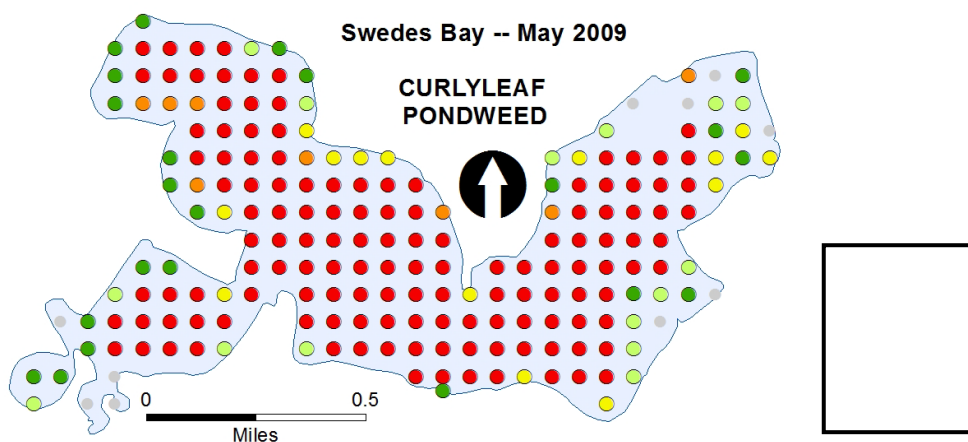 Swedes Bay -- May 2009
CURLYLEAF
PONDWEED
0 0.5
Miles